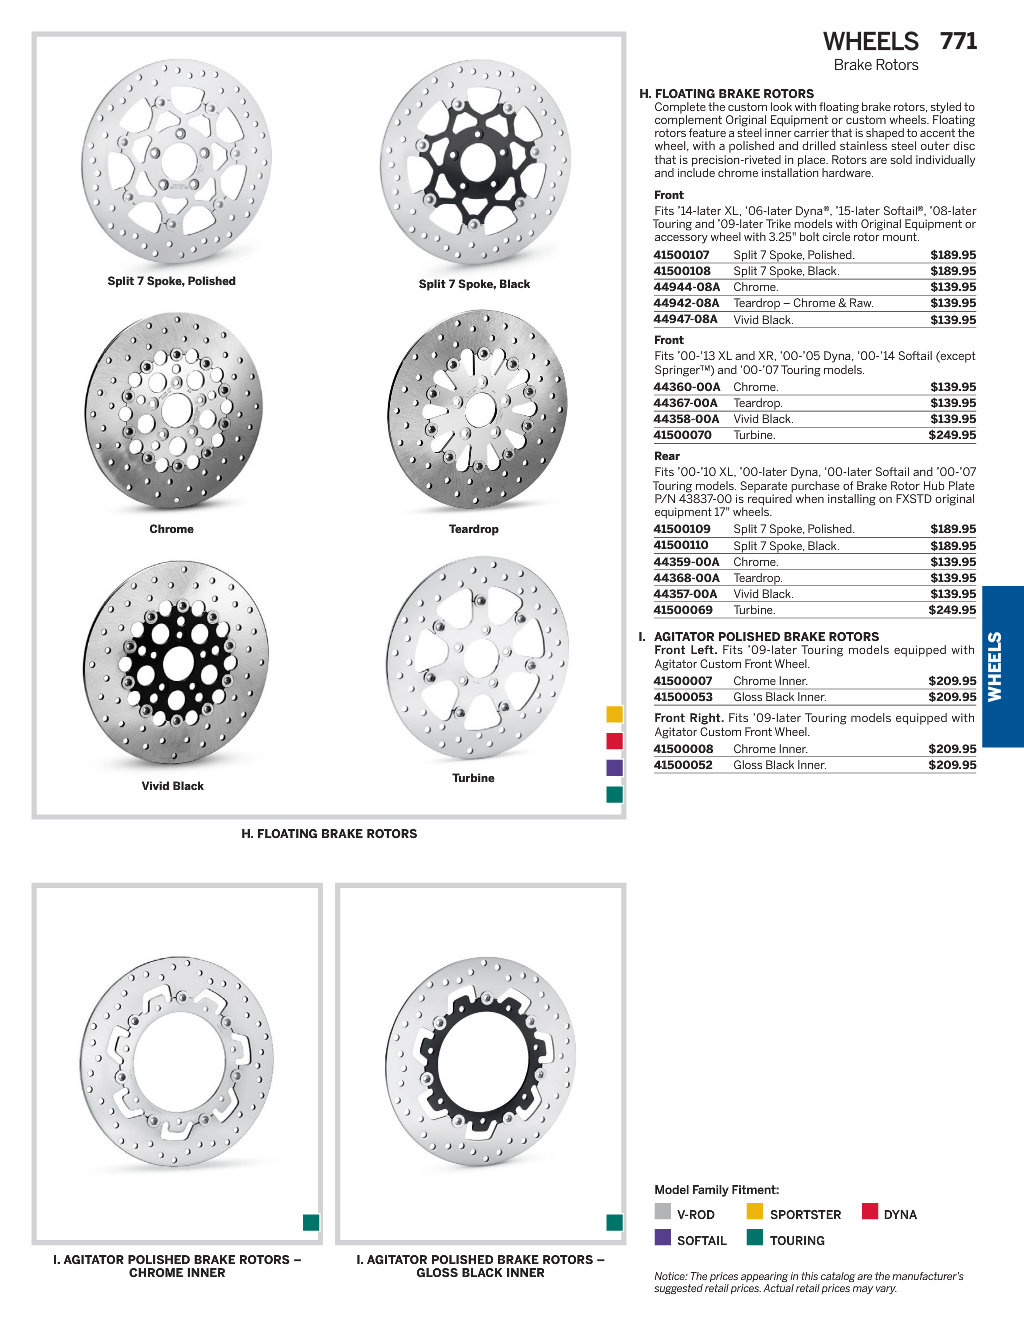 WHEELS 771
Brake Rotors
H. FLOATING BRAKE ROTORS
Complete the custom look with floating brake rotors, styled to
complement Original Equipment or custom wheels. Floating
rotors feature a steel inner carrier that is shaped to accent the
wheel, with a polished and drilled stainless steel outer disc
that is precision-riveted in place. Rotors are sold individually
and include chrome installation hardware.
Front
Fits ’14-later XL, ’06-later Dyna®, ’15-later Softail®, ’08-later
Touring and ’09-later Trike models with Original Equipment or
accessory wheel with 3.25" bolt circle rotor mount.
41500107 Split 7 Spoke, Polished. $189.95
41500108 Split 7 Spoke, Black. $189.95
44944-08A Chrome. $139.95
44942-08A Teardrop – Chrome & Raw. $139.95
44947-08A Vivid Black. $139.95
Front
Fits ’00-’13 XL and XR, ’00-’05 Dyna, ’00-’14 Softail (except
Springer™) and ’00-’07 Touring models.
44360-00A Chrome. $139.95
44367-00A Teardrop. $139.95
44358-00A Vivid Black. $139.95
41500070 Turbine. $249.95
Rear
Fits ’00-’10 XL, ’00-later Dyna, ’00-later Softail and ’00-’07
Touring models. Separate purchase of Brake Rotor Hub Plate
P/N 43837-00 is required when installing on FXSTD original
equipment 17" wheels.
41500109 Split 7 Spoke, Polished. $189.95
41500110 Split 7 Spoke, Black. $189.95
44359-00A Chrome. $139.95
44368-00A Teardrop. $139.95
44357-00A Vivid Black. $139.95
41500069 Turbine. $249.95
I. AGITATOR POLISHED BRAKE ROTORS
Front Left. Fits ’09-later Touring models equipped with
Agitator Custom Front Wheel.
41500007 Chrome Inner. $209.95
41500053 Gloss Black Inner. $209.95
Front Right. Fits ’09-later Touring models equipped with
Agitator Custom Front Wheel.
41500008 Chrome Inner. $209.95
41500052 Gloss Black Inner. $209.95
WHEELS
Split 7 Spoke, Polished
Split 7 Spoke, Black
Chrome
Teardrop
Vivid Black
Turbine
H. FLOATING BRAKE ROTORS
I. AGITATOR POLISHED BRAKE ROTORS –
CHROME INNER
I. AGITATOR POLISHED BRAKE ROTORS –
GLOSS BLACK INNER
Model Family Fitment:
V-ROD SPORTSTER DYNA
SOFTAIL TOURING
Notice: The prices appearing in this catalog are the manufacturer’s
suggested retail prices. Actual retail prices may vary.